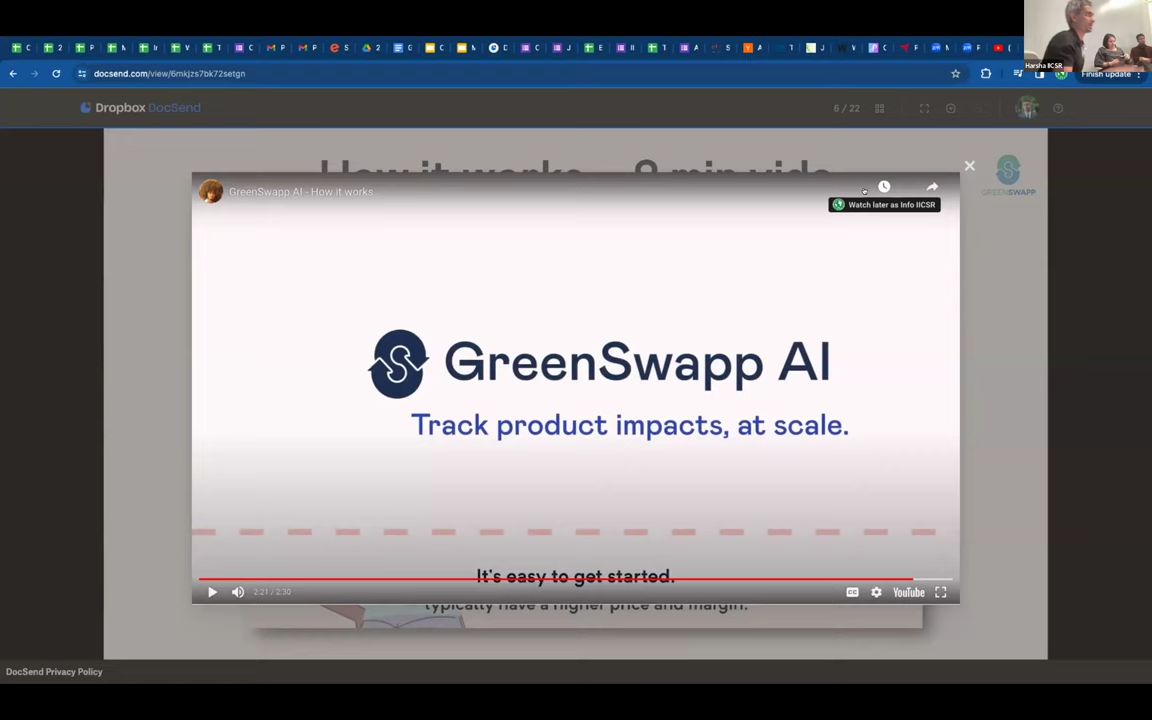 Harsha IICSR
docsend.com/view/6mkjzs7bk72setgn
Finish update
Dropbox DocSend
6 / 22
GREENSWAPP
GreenSwapp AI - How it works
Watch later as Info IICSR
GreenSwapp AI
Track product impacts, at scale.
It's easy to get started.
2:21 / 2:30
CC
YouTube
typically have a higher price and margin.
DocSend Privacy Policy